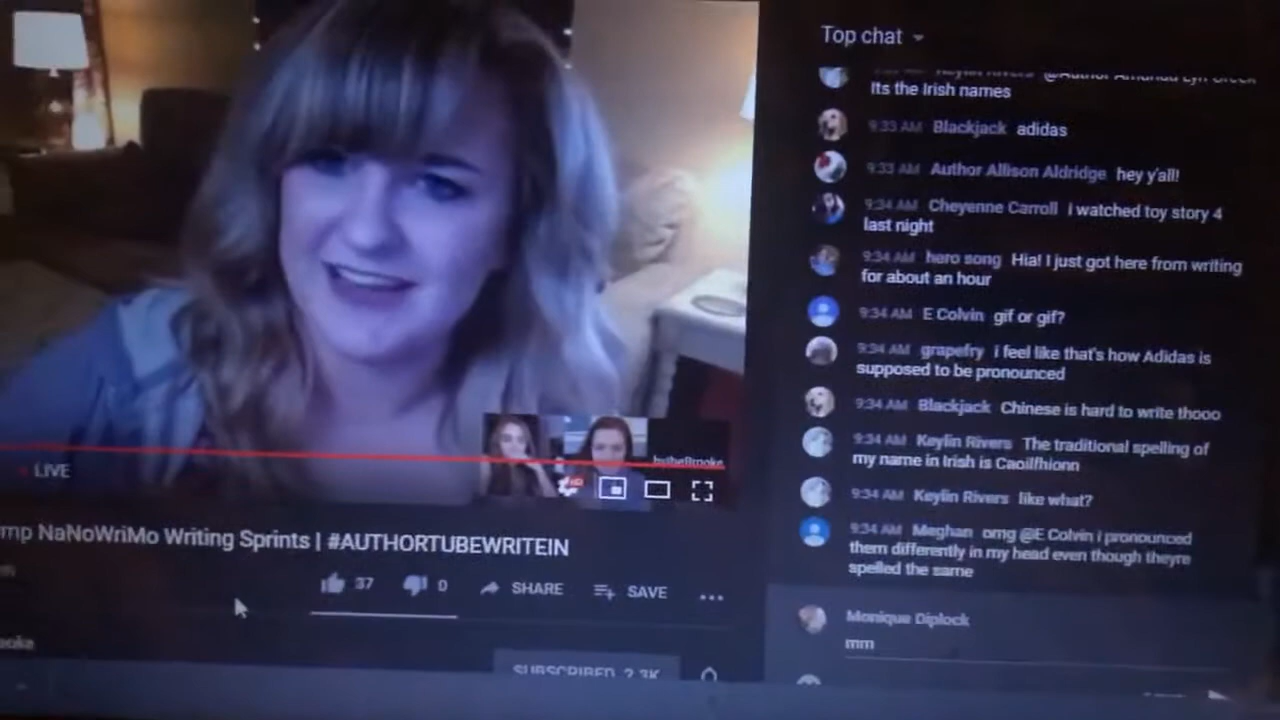 Top chat
Its the Irish names
9:33 AM Blackjack adidas
9:33 AM Author Allison Aldridge hey y'all!
9:34 AM Cheyenne Carroll I watched toy story 4
last night
9:34 AM hero song Hia! I just got here from writing
for about an hour
9:34 AM E Colvin gif or gif?
9:34 AM grapefry i feel like that's how Adidas is
supposed to be pronounced
9:34 AM Blackjack Chinese is hard to write thooo
9:34 AM Keylin Rivers The traditional spelling of
my name in Irish is Caoilfhionn
9:34 AM Keylin Rivers like what?
9:34 AM Meghan omg @E Colvin i pronounced
them differently in my head even though theyre
spelled the same
Monique Diplock
mm
LIVE
NaNoWriMo Writing Sprints | #AUTHORTUBEWRITEIN
37
0
SHARE
SAVE
SUBSCRIBED 2.3K